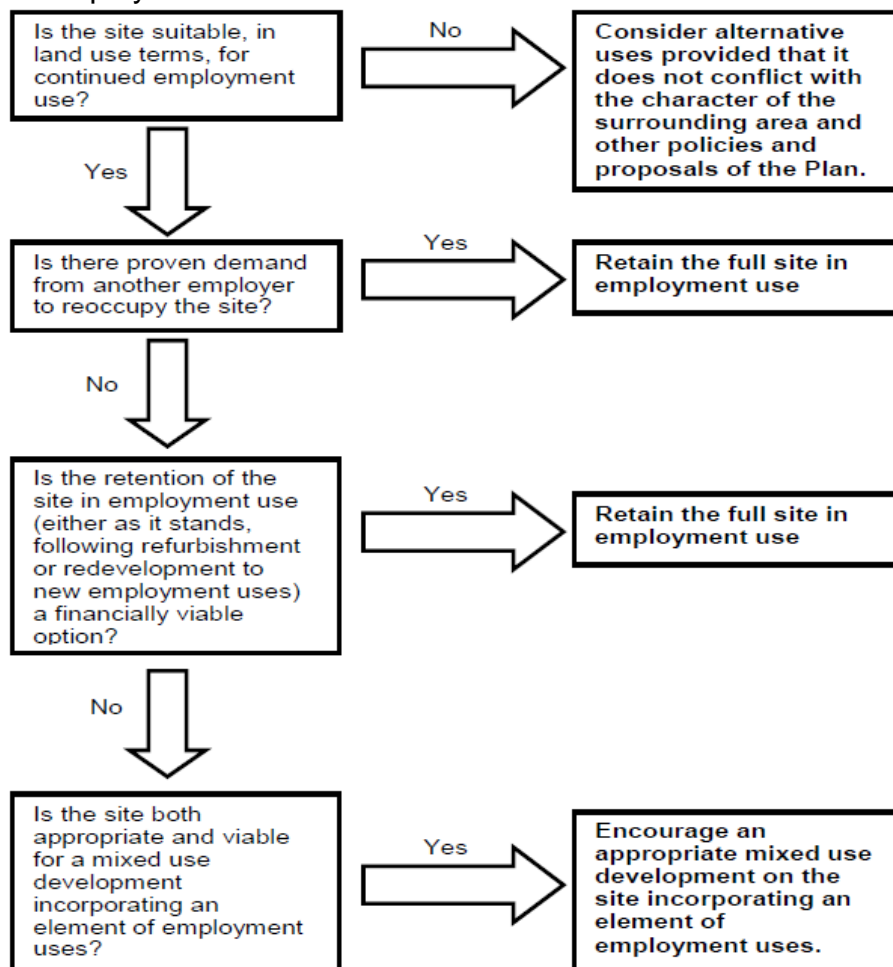 Is the site suitable, in
land use terms, for
continued employment
use?
No
Consider alternative
uses provided that it
does not conflict with
the character of the
surrounding area and
other policies and
proposals of the Plan.
Yes
Is there proven demand
from another employer
to reoccupy the site?
Yes
Retain the full site in
employment use
No
Is the retention of the
site in employment use
(either as it stands,
following refurbishment
or redevelopment to
new employment uses)
a financially viable
option?
Yes
Retain the full site in
employment use
No
Is the site both
appropriate and viable
for a mixed use
development
incorporating an
element of employment
uses?
Yes
Encourage an
appropriate mixed use
development on the
site incorporating an
element of
employment uses.